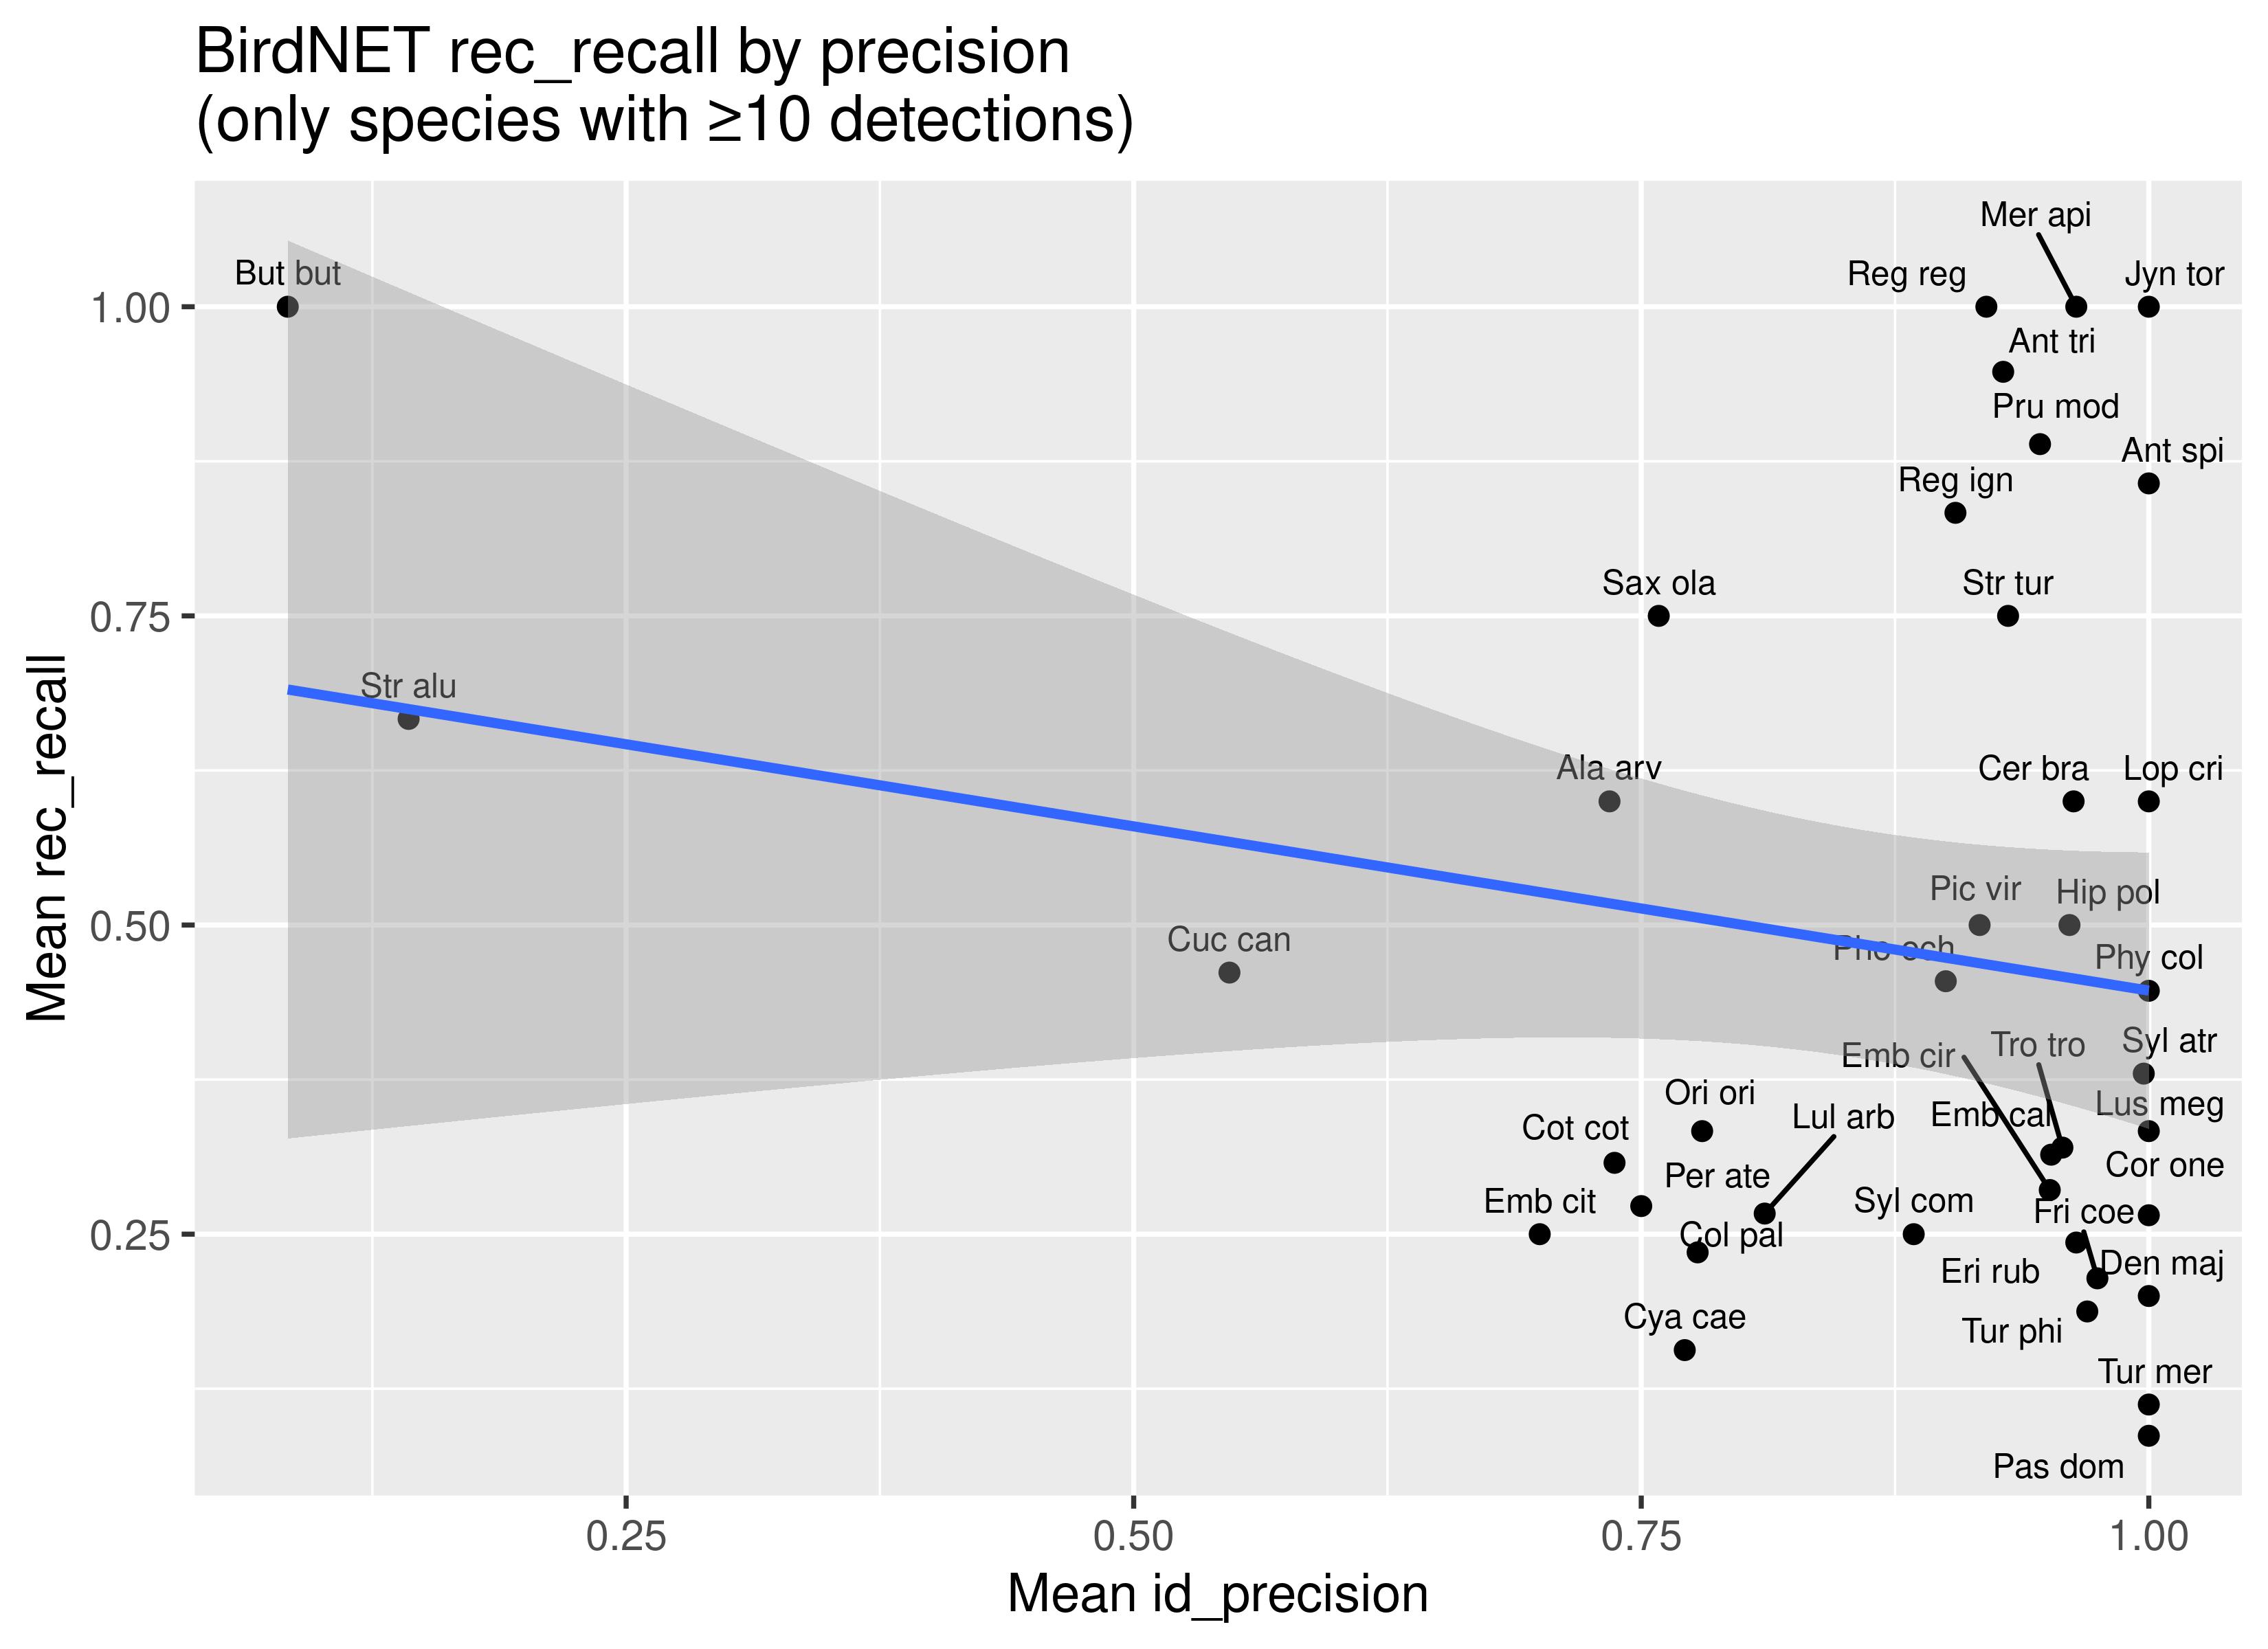 BirdNET rec_recall by precision
(only species with ≥10 detections)
Mer api
But but
Reg reg
Jyn tor
1.00
Ant tri
Pru mod
Ant spi
Reg ign
Sax ola
Str tur
0.75
Str alu
Ala arv
Cer bra
Lop cri
Pic vir
Hip pol
0.50
Cuc can
Pho och
Phy col
Emb cir
Tro tro
Syl atr
Ori ori
Lus meg
Cot cot
Lul arb
Emb cal
Per ate
Cor one
Emb cit
Syl com
Fri coe
0.25
Col pal
Eri rub
Den maj
Cya cae
Tur phi
Tur mer
Pas dom
0.25
0.50
0.75
1.00
Mean id_precision
Mean rec_recall